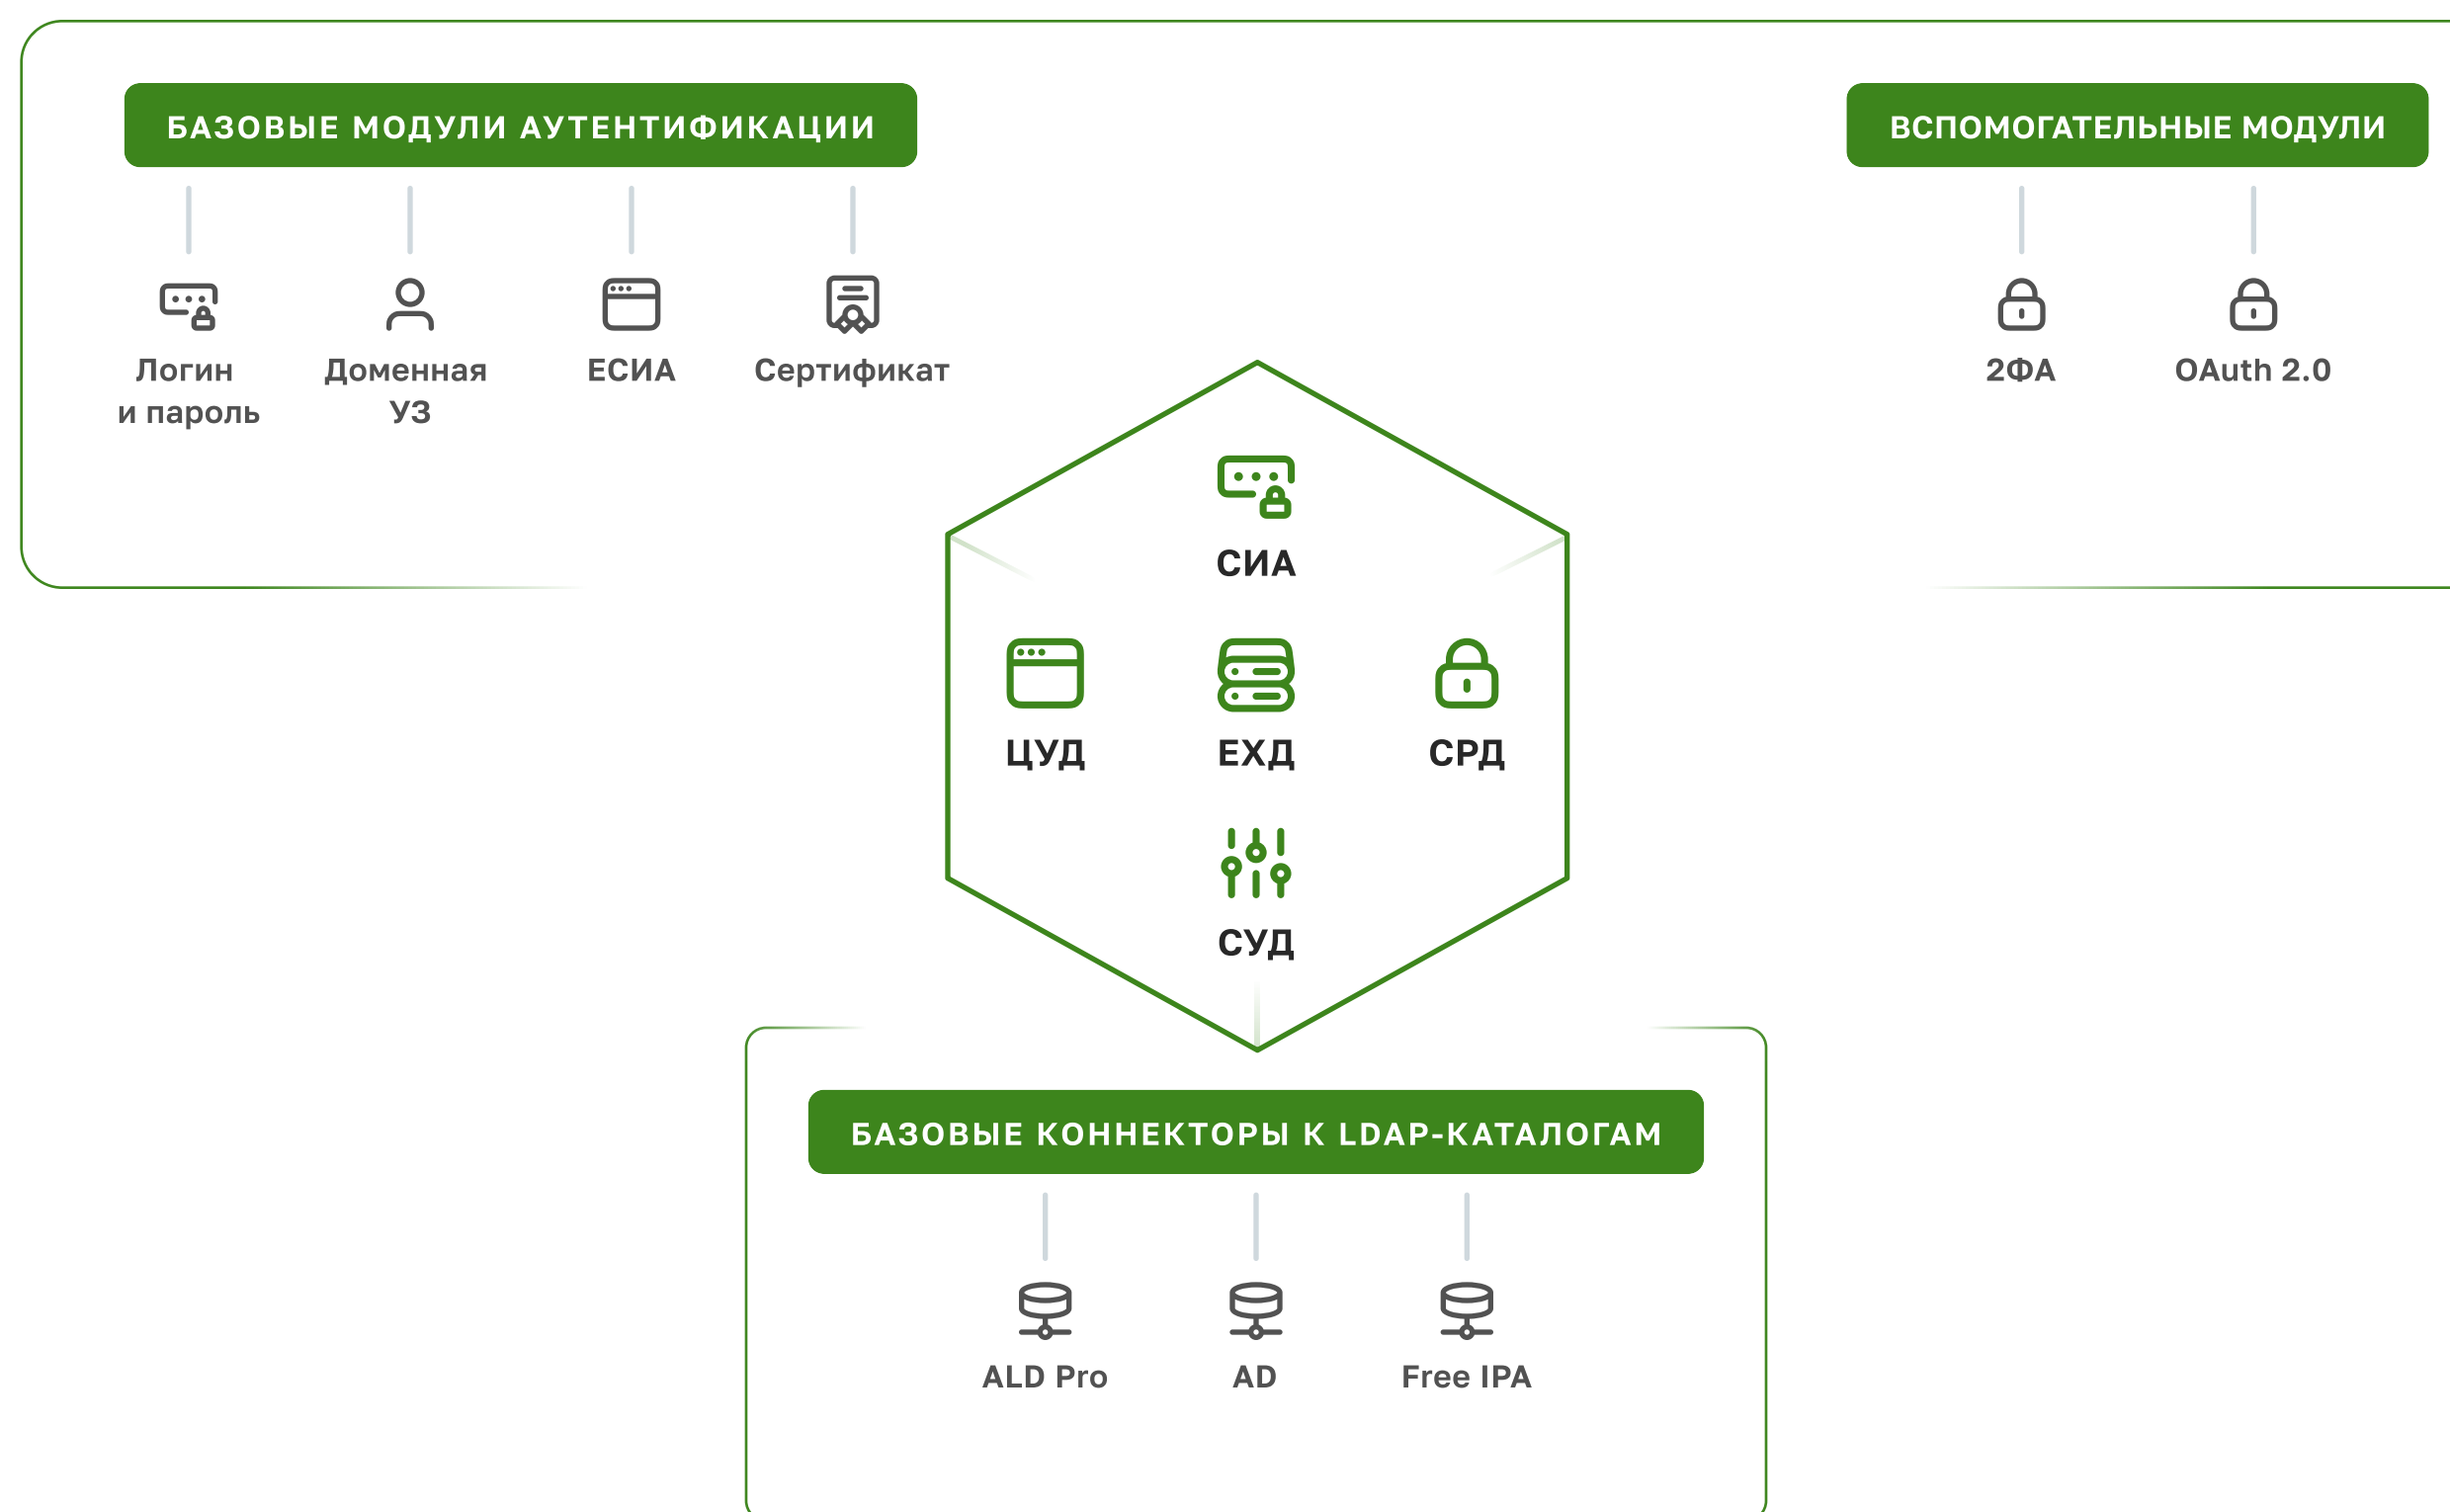 БАЗОВЫЕ МОДУЛИ АУТЕНТИФИКАЦИИ
Логин
и пароль
Доменная
УЗ
ЕСИА
Сертификат
ВСПОМОГАТЕЛЬНЫЕ МОДУЛИ
2ФА
OAuth 2.0
СИА
ЦУД
ЕХД
СРД
СУД
БАЗОВЫЕ КОННЕКТОРЫ К LDAP-КАТАЛОГАМ
ALD Pro
AD
Free IPA